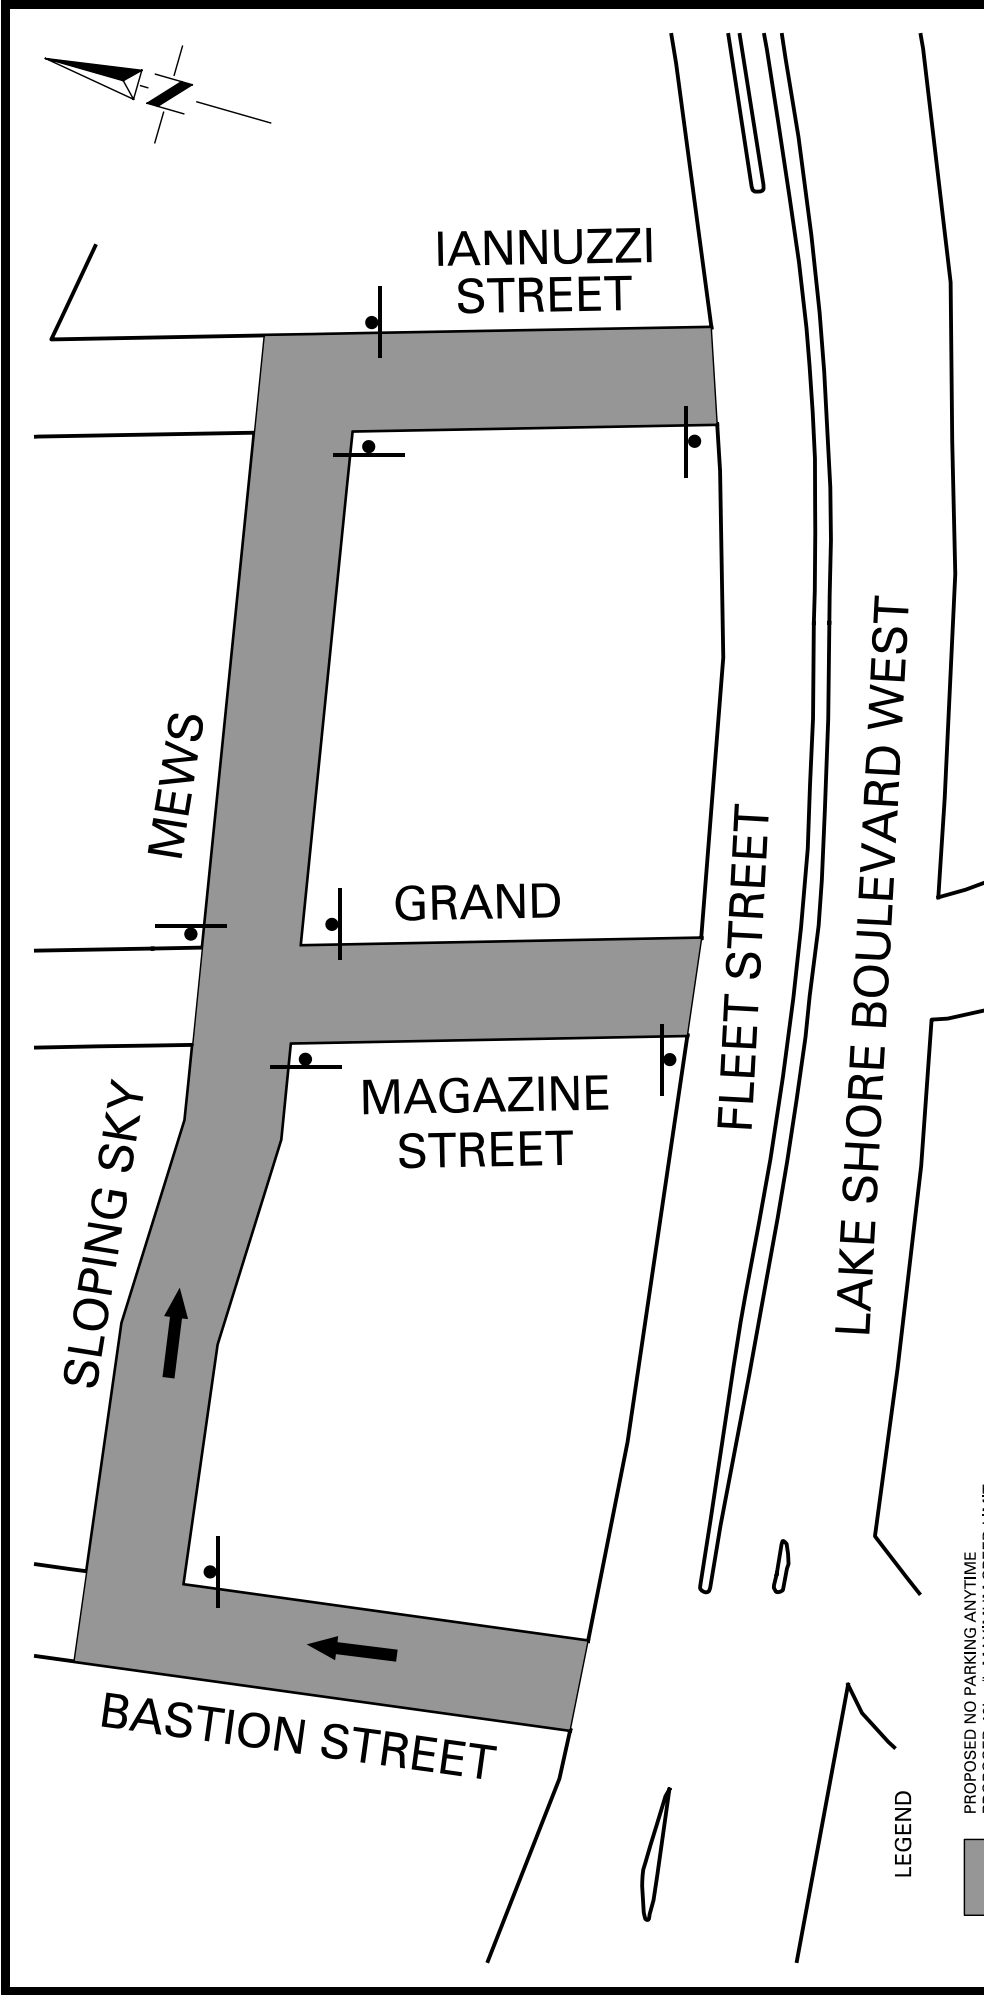 N
IANNUZZI
STREET
MEWS
GRAND
MAGAZINE
STREET
SLOPING SKY
FLEET STREET
LAKE SHORE BOULEVARD WEST
BASTION STREET
LEGEND
PROPOSED NO PARKING ANYTIME